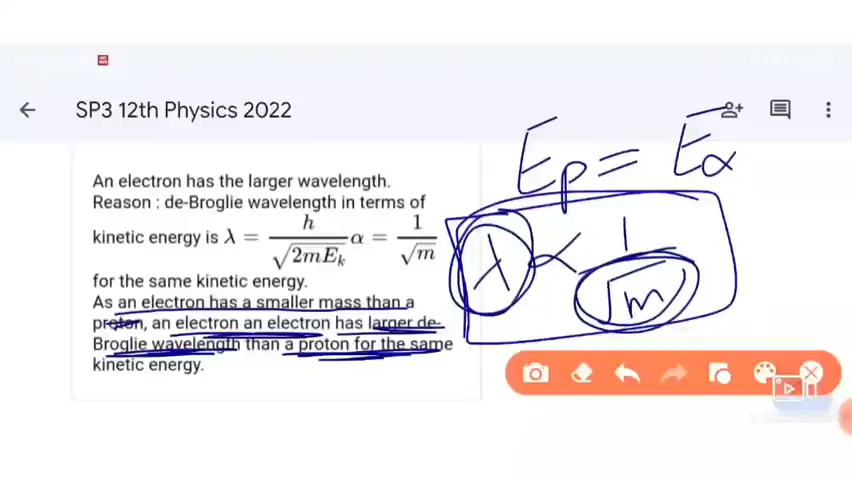 SP3 12th Physics 2022
E_p = E_α
An electron has the larger wavelength.
Reason : de-Broglie wavelength in terms of
kinetic energy is λ = h / √(2mE_k) α = 1 / √m
λ ∝ 1 / √m
for the same kinetic energy.
As an electron has a smaller mass than a
proton, an electron an electron has larger de-
Broglie wavelength than a proton for the same
kinetic energy.